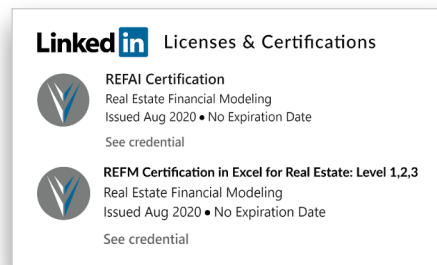 Linked in Licenses & Certifications
REFAI Certification
Real Estate Financial Modeling
Issued Aug 2020 • No Expiration Date
See credential
REFM Certification in Excel for Real Estate: Level 1,2,3
Real Estate Financial Modeling
Issued Aug 2020 • No Expiration Date
See credential